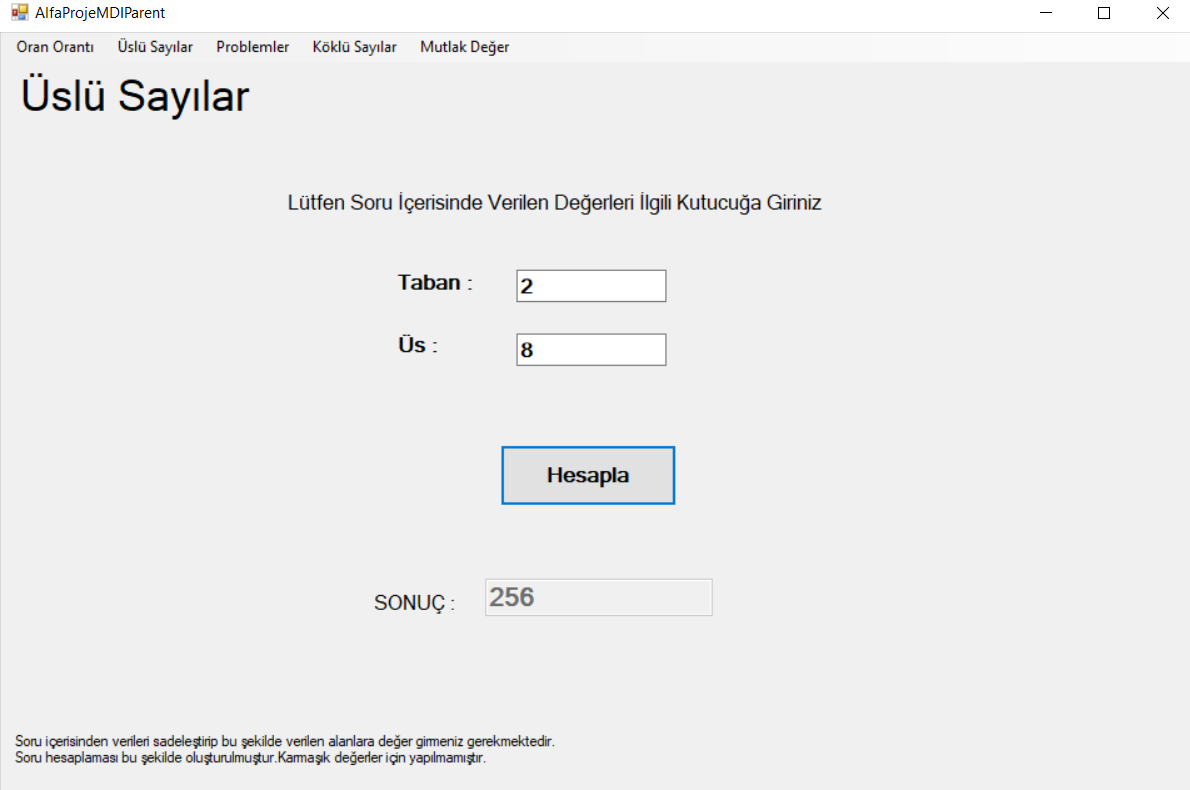 AlfaProjeMDIParent
Oran Orantı Üslü Sayılar Problemler Köklü Sayılar Mutlak Değer
Üslü Sayılar
Lütfen Soru İçerisinde Verilen Değerleri İlgili Kutucuğa Giriniz
Taban : 2
Üs : 8
Hesapla
SONUÇ : 256
Soru içerisinden verileri sadeleştirip bu şekilde verilen alanlara değer girmeniz gerekmektedir.
Soru hesaplaması bu şekilde oluşturulmuştur.Karmaşık değerler için yapılmamıştır.